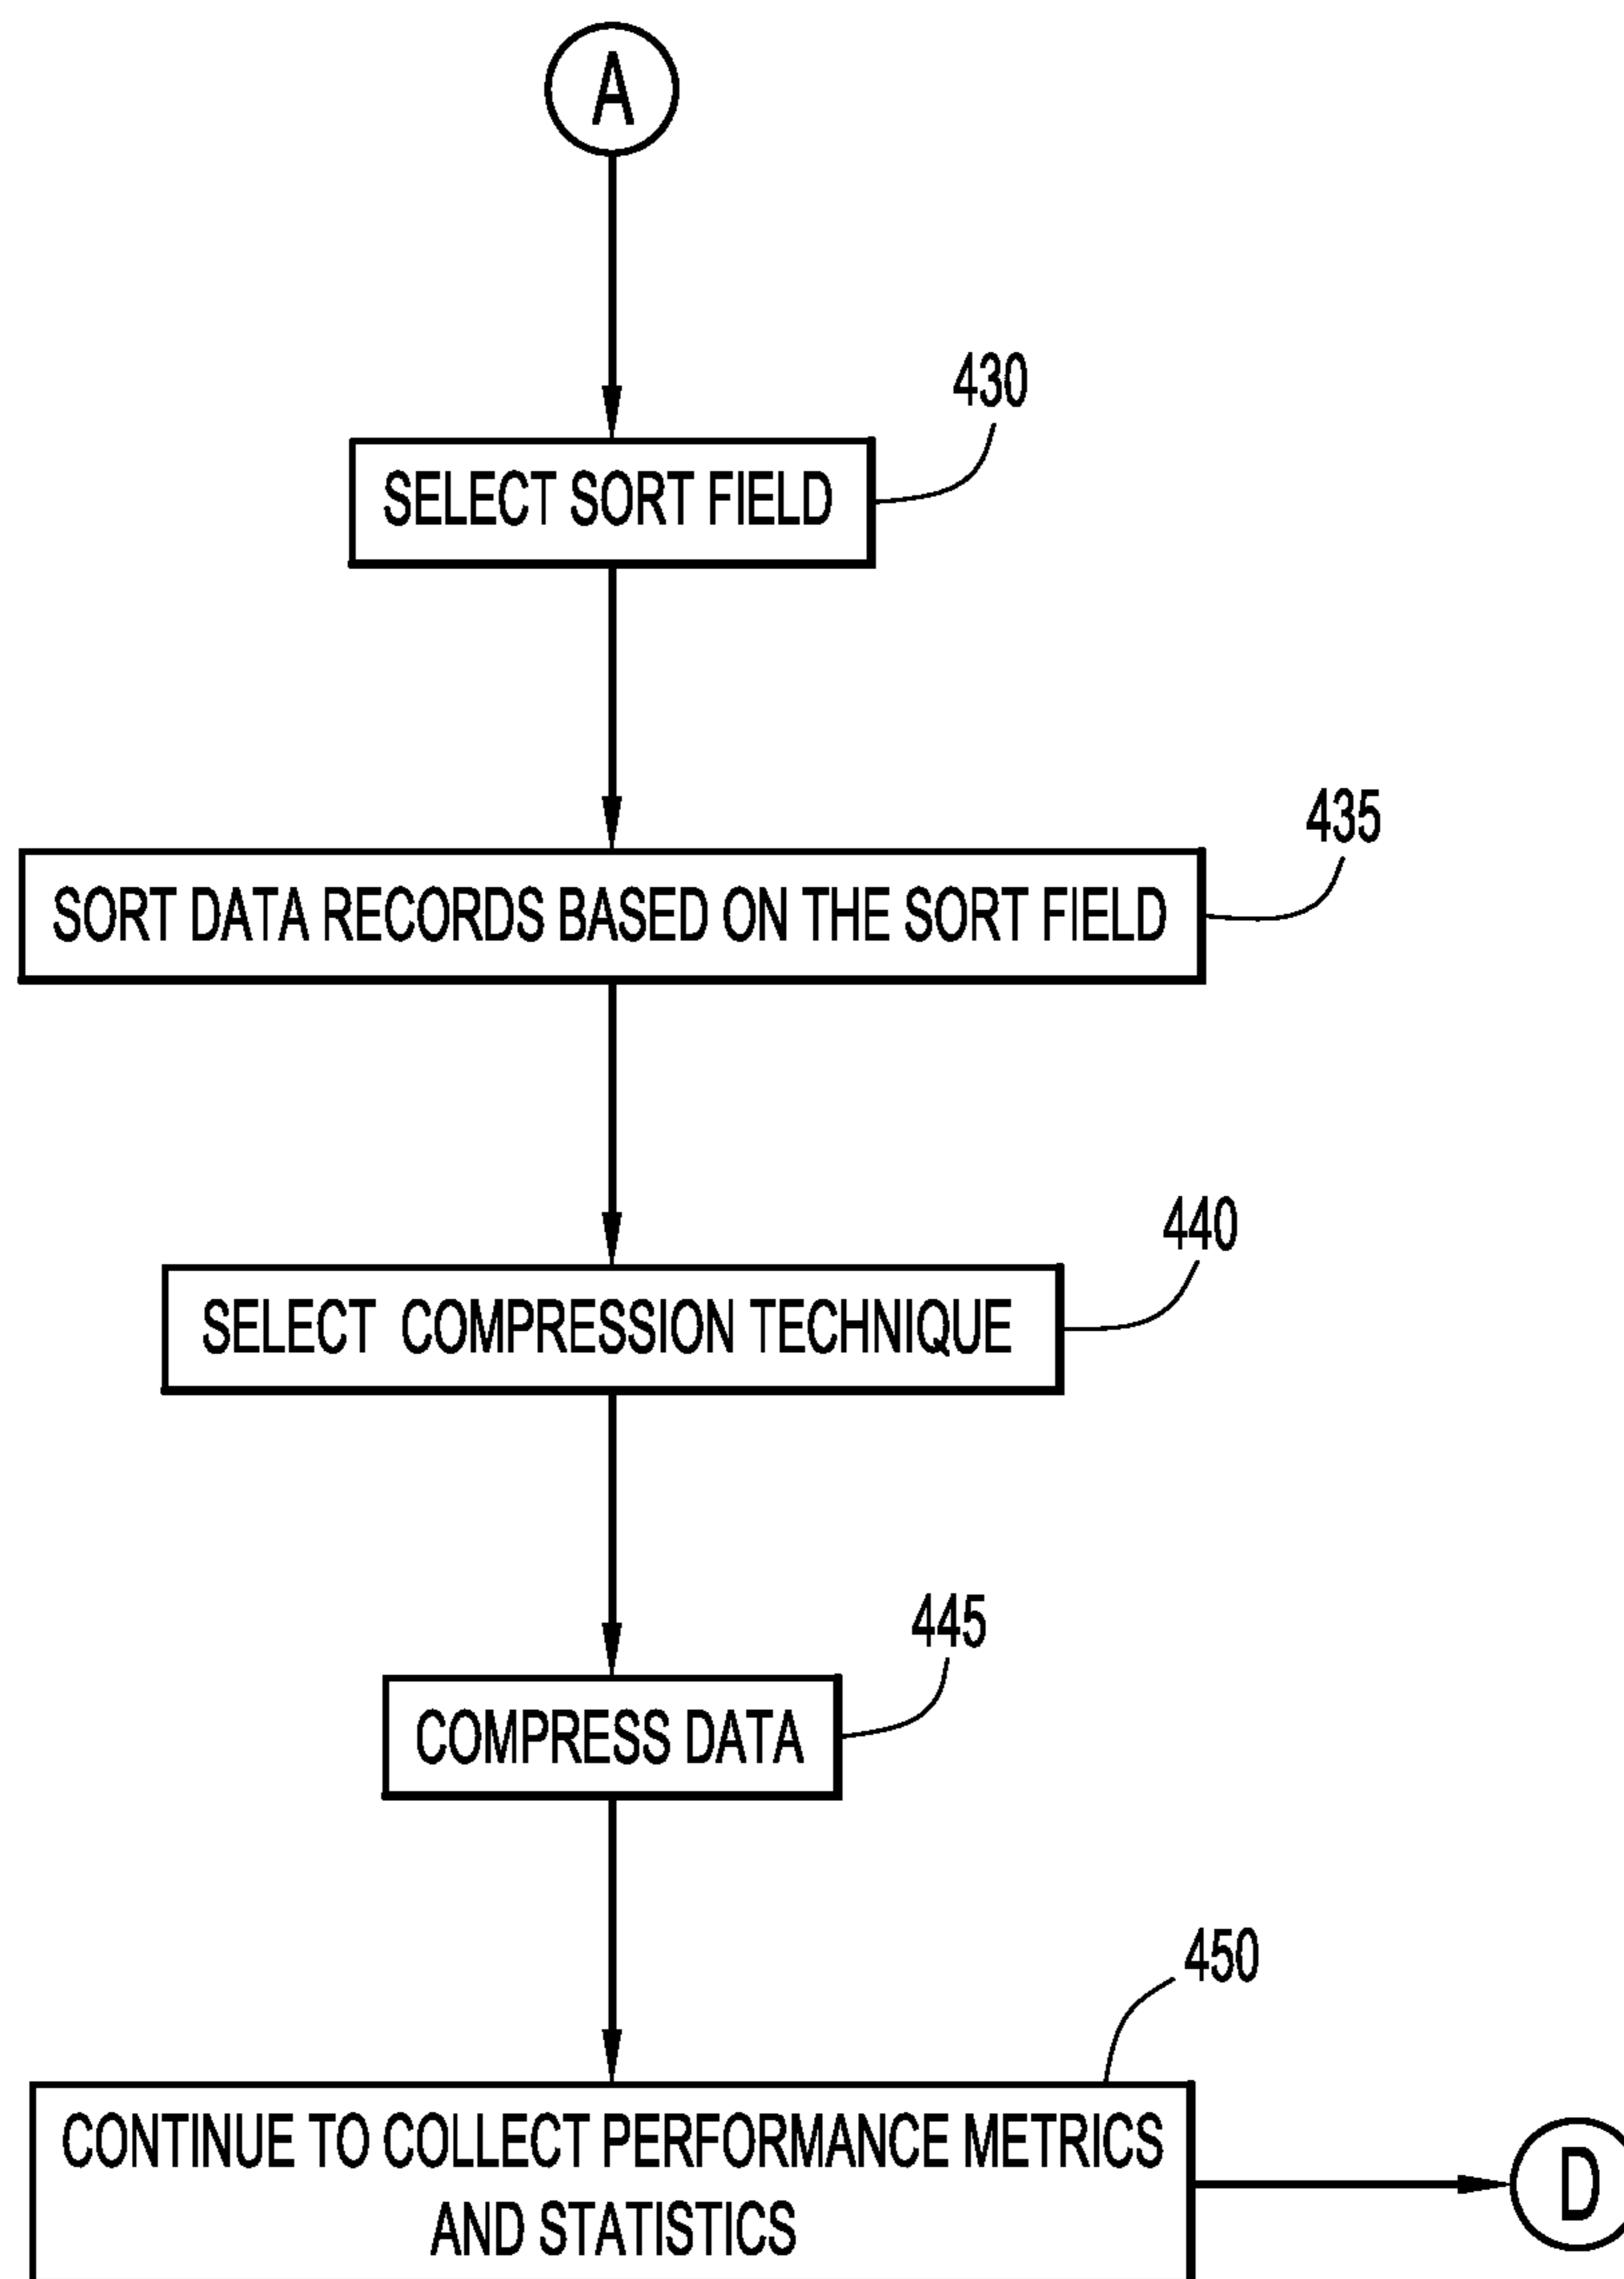 A
430
SELECT SORT FIELD
435
SORT DATA RECORDS BASED ON THE SORT FIELD
440
SELECT COMPRESSION TECHNIQUE
445
COMPRESS DATA
450
CONTINUE TO COLLECT PERFORMANCE METRICS
AND STATISTICS
D